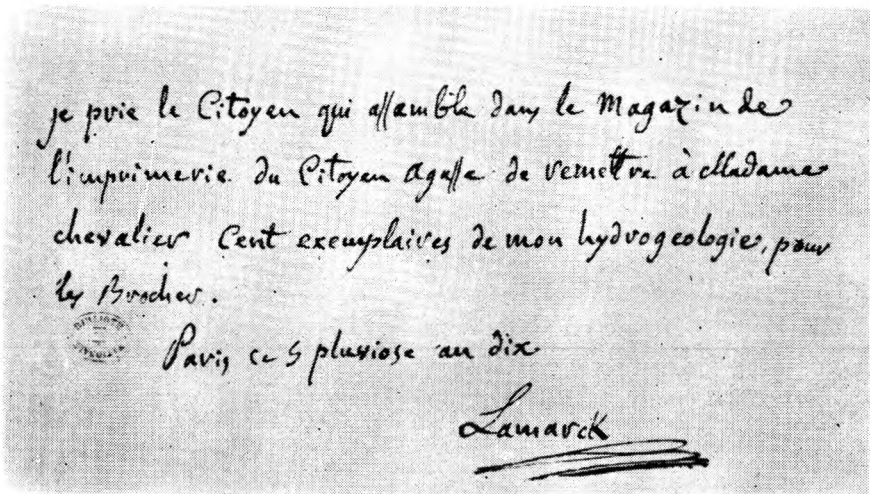 je prie le Citoyen qui assemble dans le Magazin de
l'imprimerie du Citoyen agasse de remettre à Madame
chevalier Cent exemplaires de mon hydrogeologie, pour
les Brocher.
Paris ce 5 pluviose an dix
Lamarck